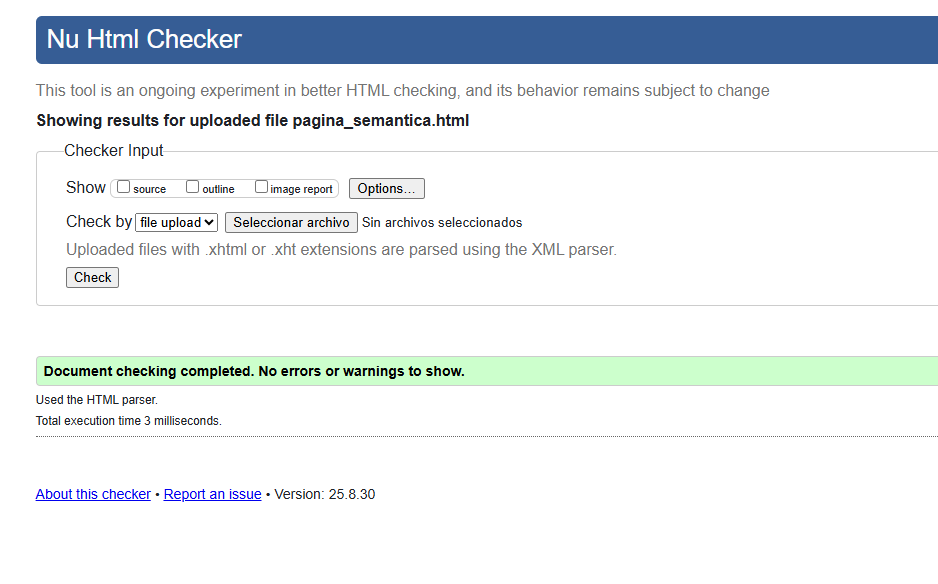 Nu Html Checker
This tool is an ongoing experiment in better HTML checking, and its behavior remains subject to change
Showing results for uploaded file pagina_semantica.html
Checker Input
Show source outline image report Options...
Check by file upload Seleccionar archivo Sin archivos seleccionados
Uploaded files with .xhtml or .xht extensions are parsed using the XML parser.
Check
Document checking completed. No errors or warnings to show.
Used the HTML parser.
Total execution time 3 milliseconds.
About this checker • Report an issue • Version: 25.8.30